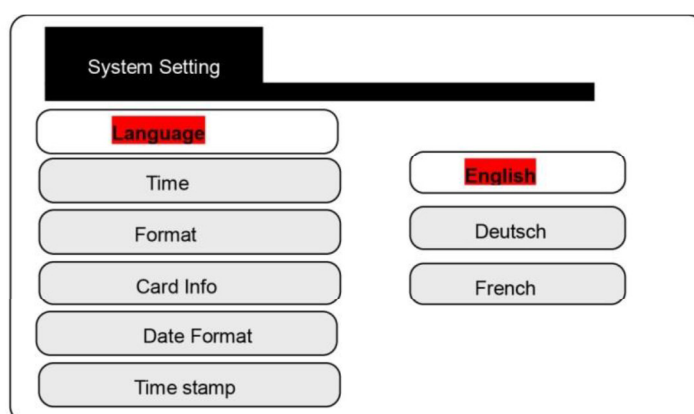 System Setting
Language
Time
Format
Card Info
Date Format
Time stamp
English
Deutsch
French